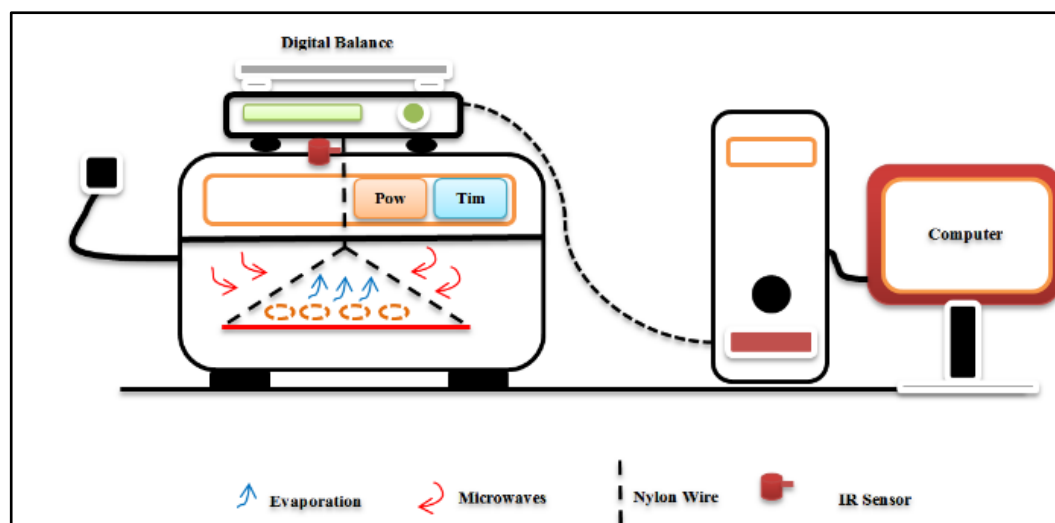 Digital Balance
Pow
Tim
Computer
Evaporation
Microwaves
Nylon Wire
IR Sensor